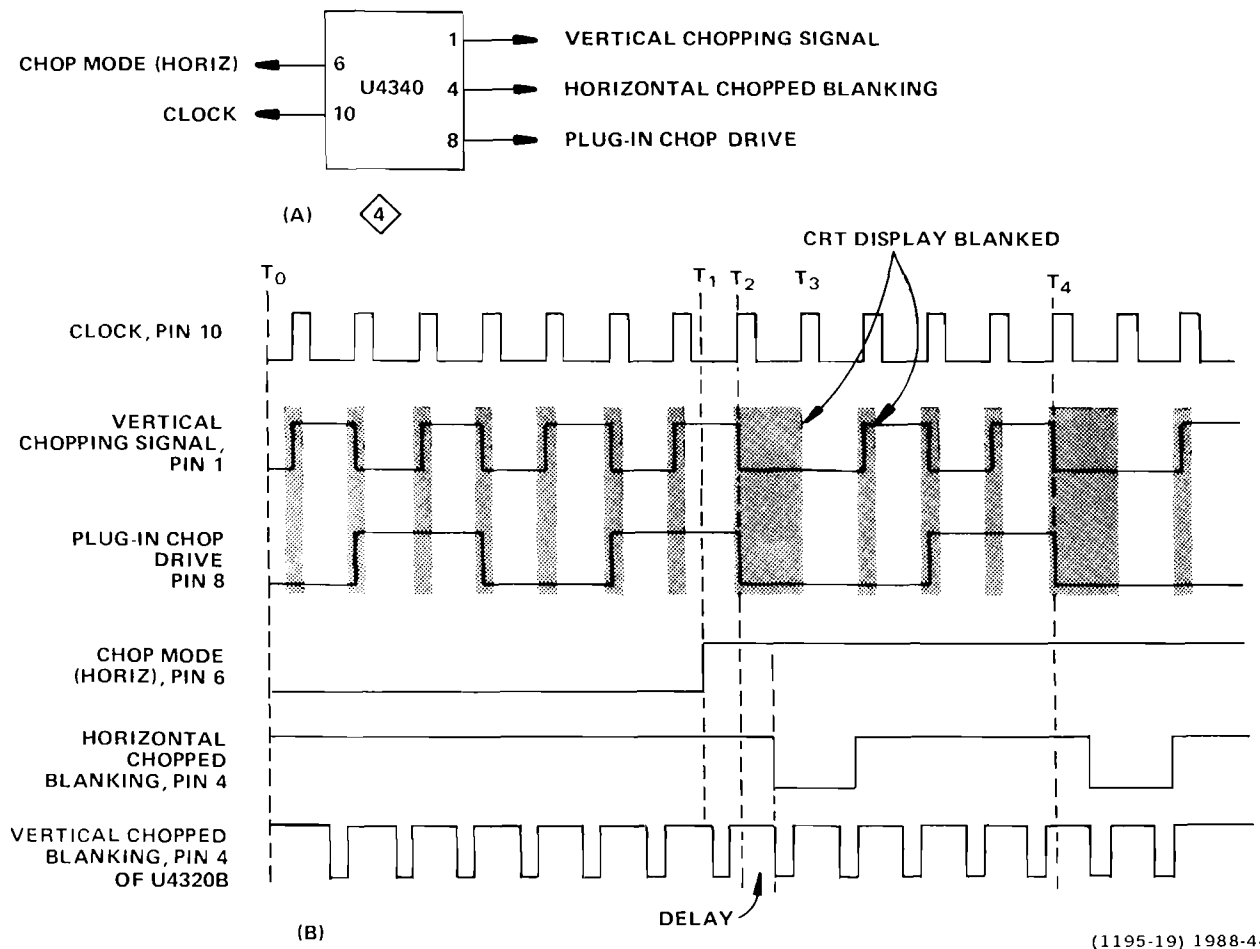 1 VERTICAL CHOPPING SIGNAL
CHOP MODE (HORIZ) 6
U4340 4 HORIZONTAL CHOPPED BLANKING
CLOCK 10
8 PLUG-IN CHOP DRIVE
(A) 4
CRT DISPLAY BLANKED
T0 T1 T2 T3 T4
CLOCK, PIN 10
VERTICAL
CHOPPING SIGNAL,
PIN 1
PLUG-IN CHOP
DRIVE
PIN 8
CHOP MODE
(HORIZ), PIN 6
HORIZONTAL
CHOPPED
BLANKING, PIN 4
VERTICAL CHOPPED
BLANKING, PIN 4
OF U4320B
DELAY
(B)
(1195-19) 1988-4